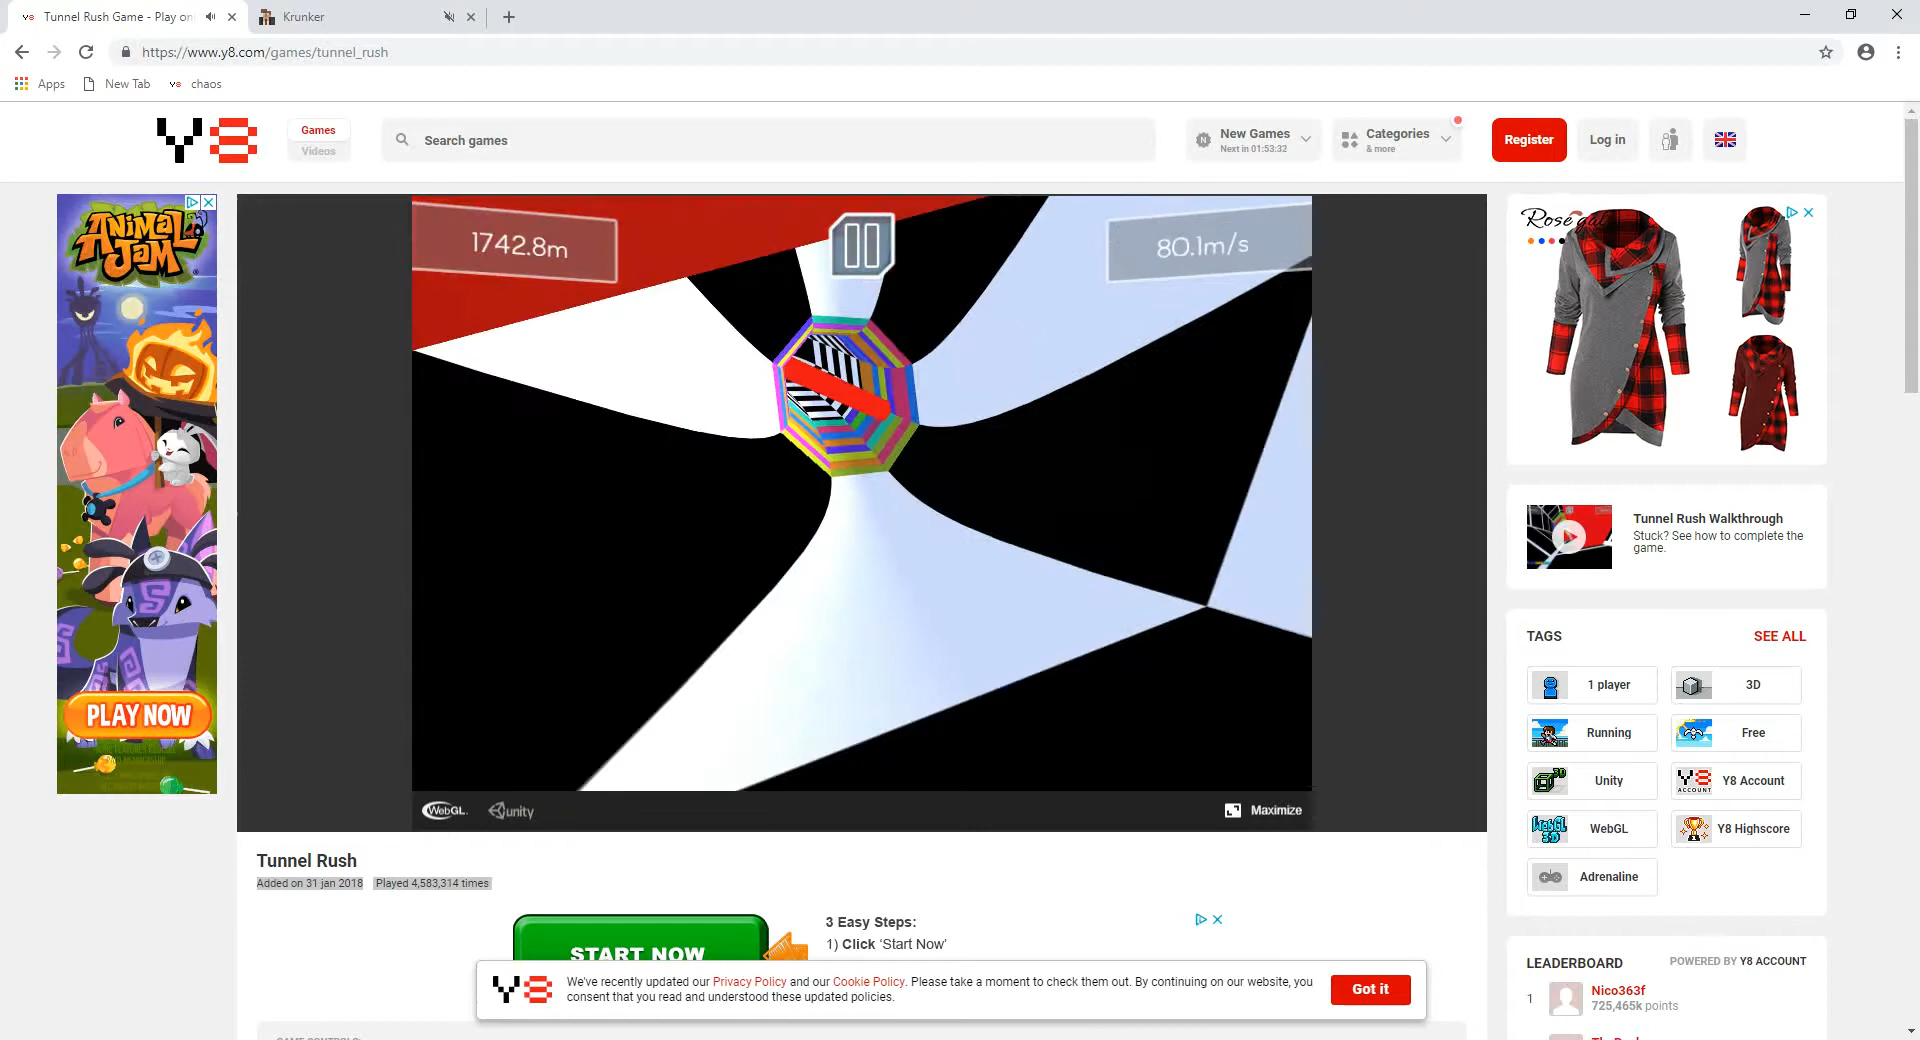 Tunnel Rush Game - Play on
Krunker
https://www.y8.com/games/tunnel_rush
Apps
New Tab
chaos
Y8
Games
Videos
Search games
New Games
Next in 01:53:32
Categories
& more
Register
Log in
ANIMAL
JAM
PLAY NOW
1742.8m
80.1m/s
Rosegal
Tunnel Rush Walkthrough
Stuck? See how to complete the
game.
TAGS
SEE ALL
1 player
3D
Running
Free
Unity
Y8 Account
WebGL
Y8 Highscore
Adrenaline
WebGL
unity
Maximize
Tunnel Rush
Added on 31 jan 2018
Played 4,583,314 times
START NOW
3 Easy Steps:
1) Click ‘Start Now’
Y8
We've recently updated our Privacy Policy and our Cookie Policy. Please take a moment to check them out. By continuing on our website, you
consent that you read and understood these updated policies.
Got it
LEADERBOARD
POWERED BY Y8 ACCOUNT
1
Nico363f
725,465k points